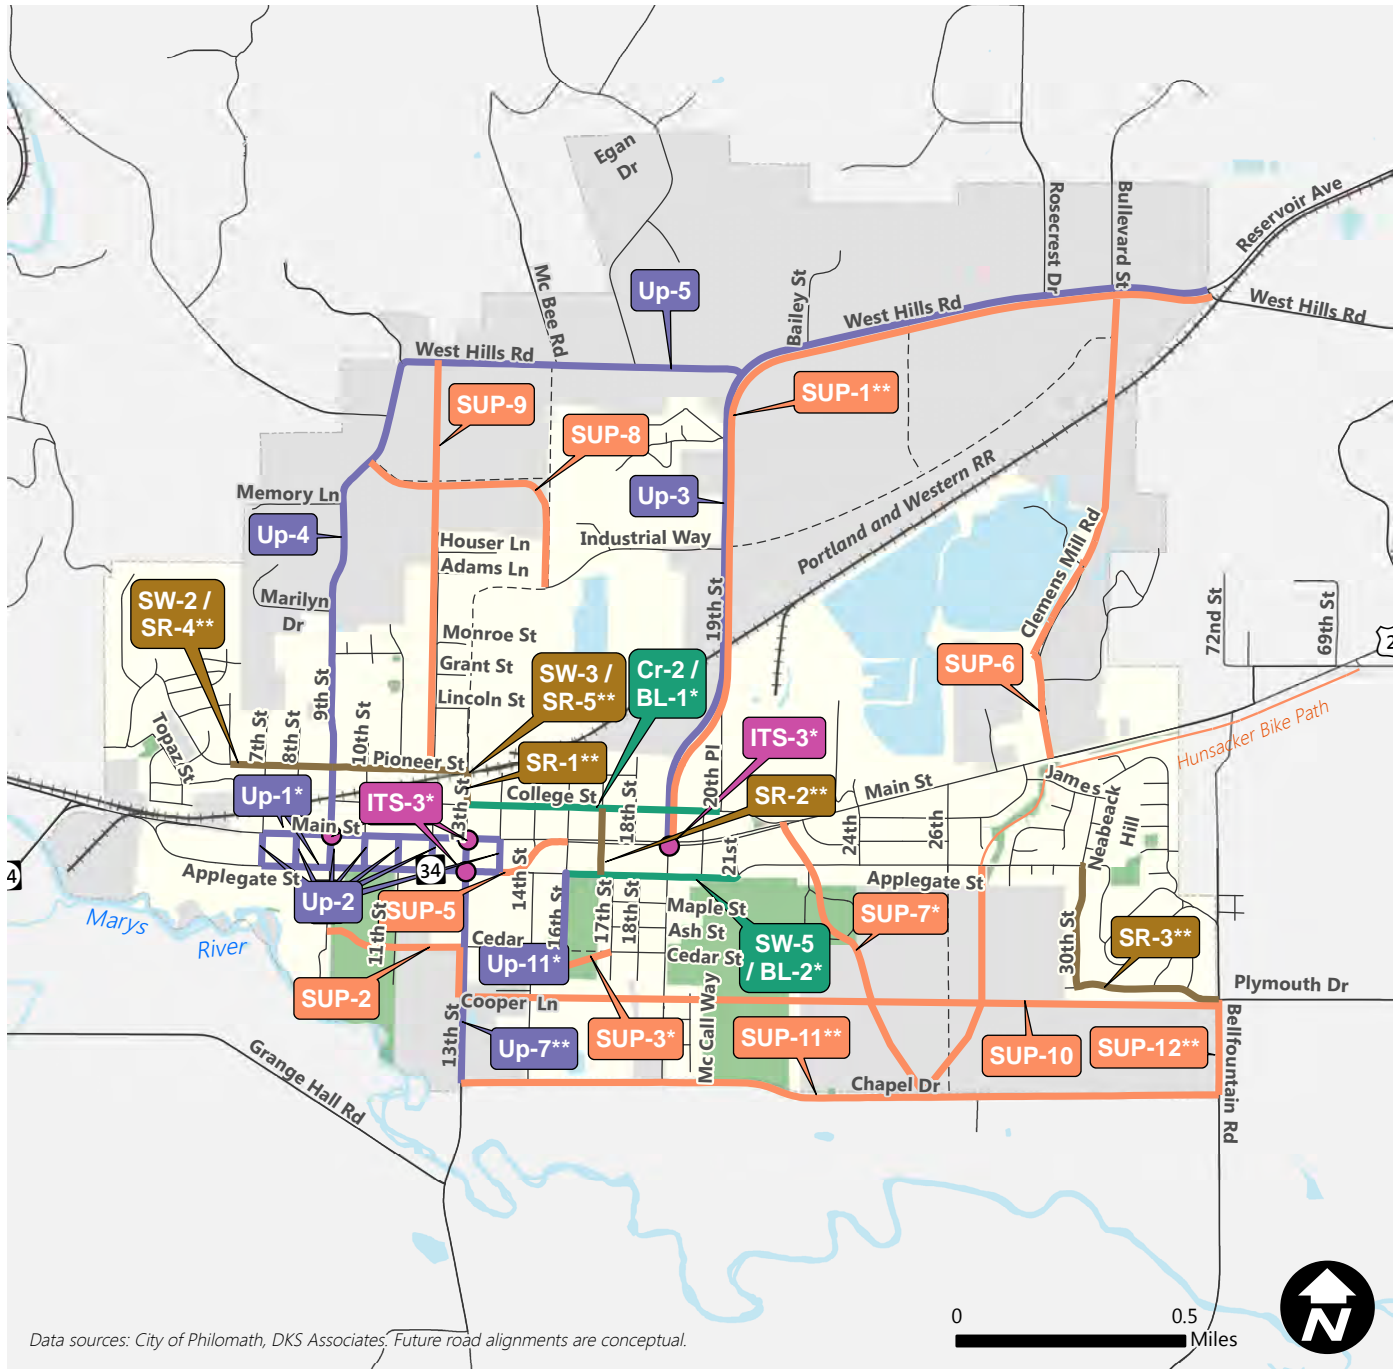 Egan
Dr
Mc Bee Rd
Rosecrest Dr
Bullevard St
Reservoir Ave
Up-5
Bailey St
West Hills Rd
West Hills Rd
West Hills Rd
SUP-9
SUP-1**
SUP-8
Memory Ln
Up-3
Up-4
Industrial Way
Portland and Western RR
Houser Ln
Adams Ln
Clemens Mill Rd
SW-2 /
SR-4**
Marilyn
Dr
19th St
72nd St
69th St
2
Monroe St
Grant St
Lincoln St
SW-3 /
SR-5**
Cr-2 /
BL-1*
SUP-6
9th St
Topaz St
7th St
8th St
10th St
Pioneer St
ITS-3*
20th Pl
Hunsacker Bike Path
SR-1**
Up-1*
ITS-3*
13th St
College St
18th St
SR-2**
Main St
James
Main St
24th
26th
Neabeack
Hill
21st
4
Applegate St
34
14th St
Applegate St
Up-2
SUP-5
16th St
17th St
18th St
Maple St
SUP-7*
Marys
River
11th St
Cedar
Ash St
Cedar St
SW-5
/ BL-2*
30th St
SR-3**
Up-11*
SUP-2
Cooper Ln
Plymouth Dr
13th St
Up-7**
SUP-3*
Mc Call Way
SUP-11**
SUP-10
SUP-12**
Bellfountain Rd
Grange Hall Rd
Chapel Dr
0
0.5
Miles
N
Data sources: City of Philomath, DKS Associates. Future road alignments are conceptual.